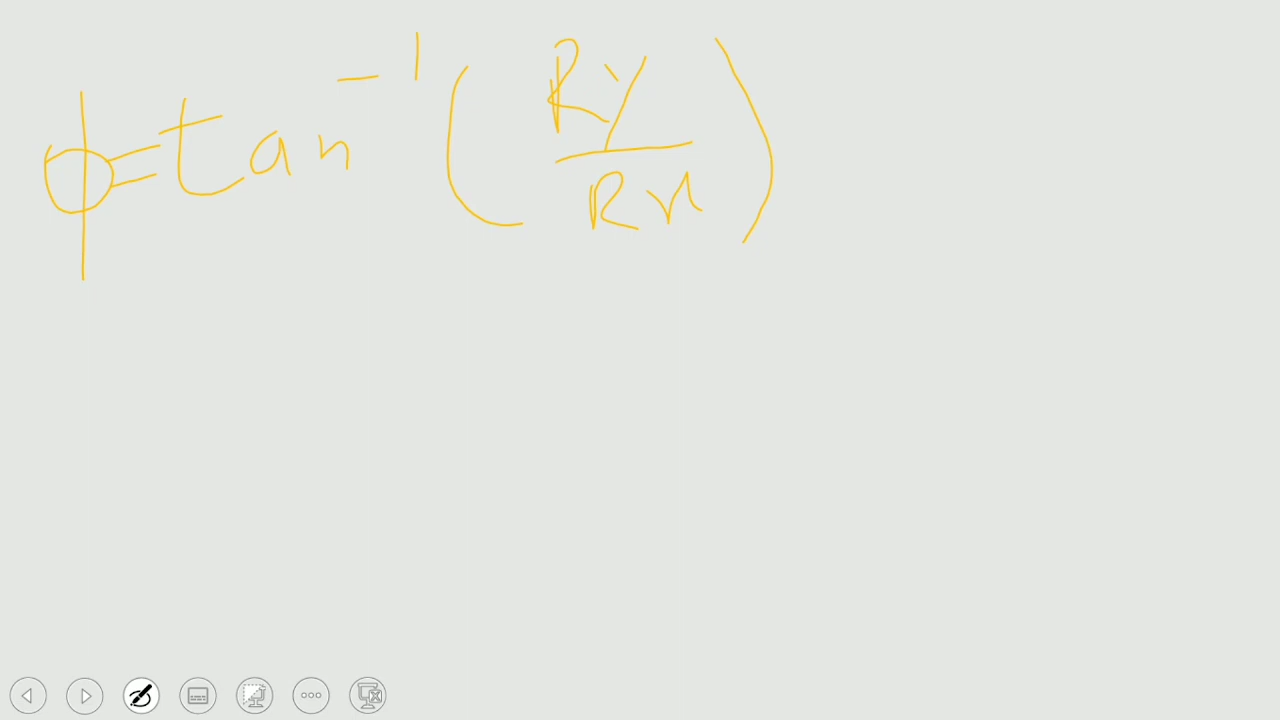 ϕ = tan⁻¹ (Ry / Rx)